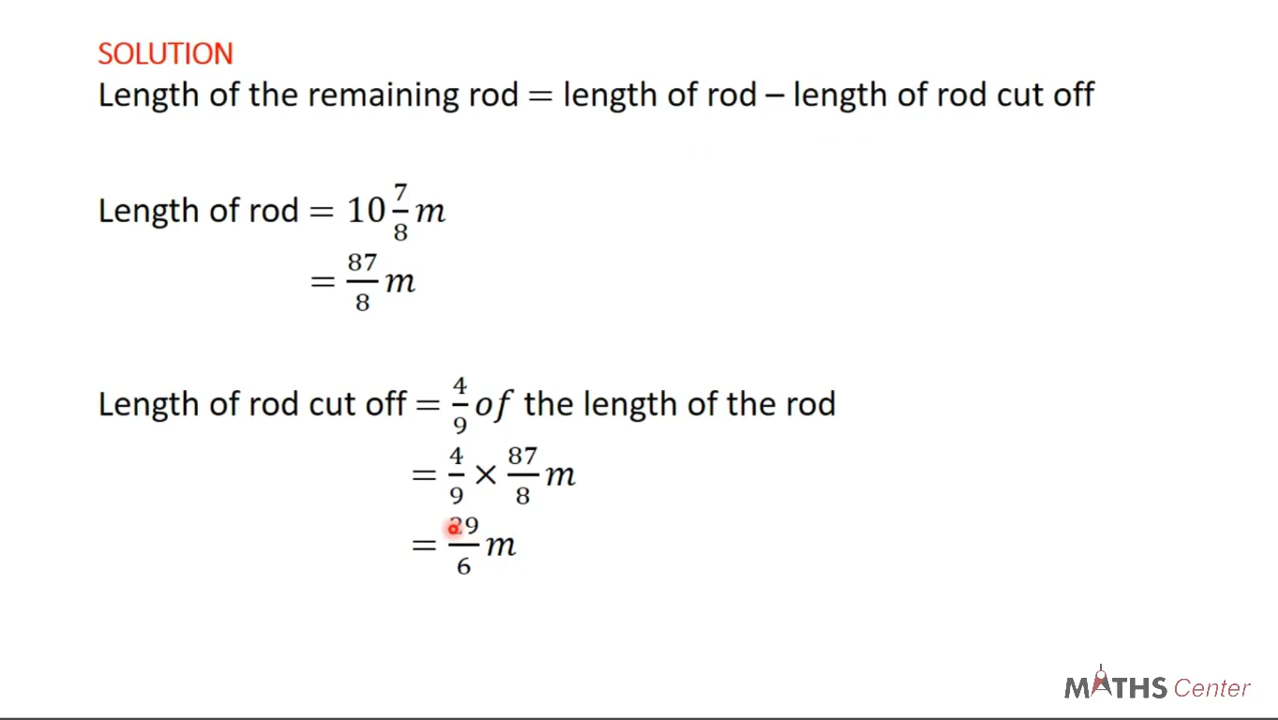 SOLUTION
Length of the remaining rod = length of rod – length of rod cut off
Length of rod = 10 7/8 m
= 87/8 m
Length of rod cut off = 4/9 of the length of the rod
= 4/9 × 87/8 m
= 29/6 m
MATHS Center